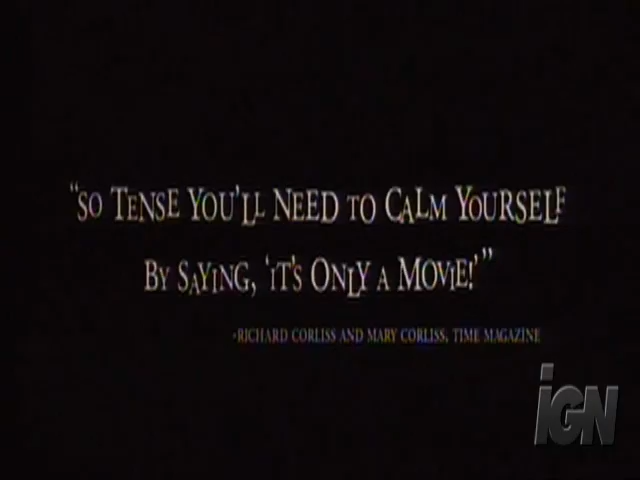 “SO TENSE YOU'LL NEED TO CALM YOURSELF
BY SAYING, ‘IT'S ONLY A MOVIE!’”
-RICHARD CORLISS AND MARY CORLISS, TIME MAGAZINE
iGN